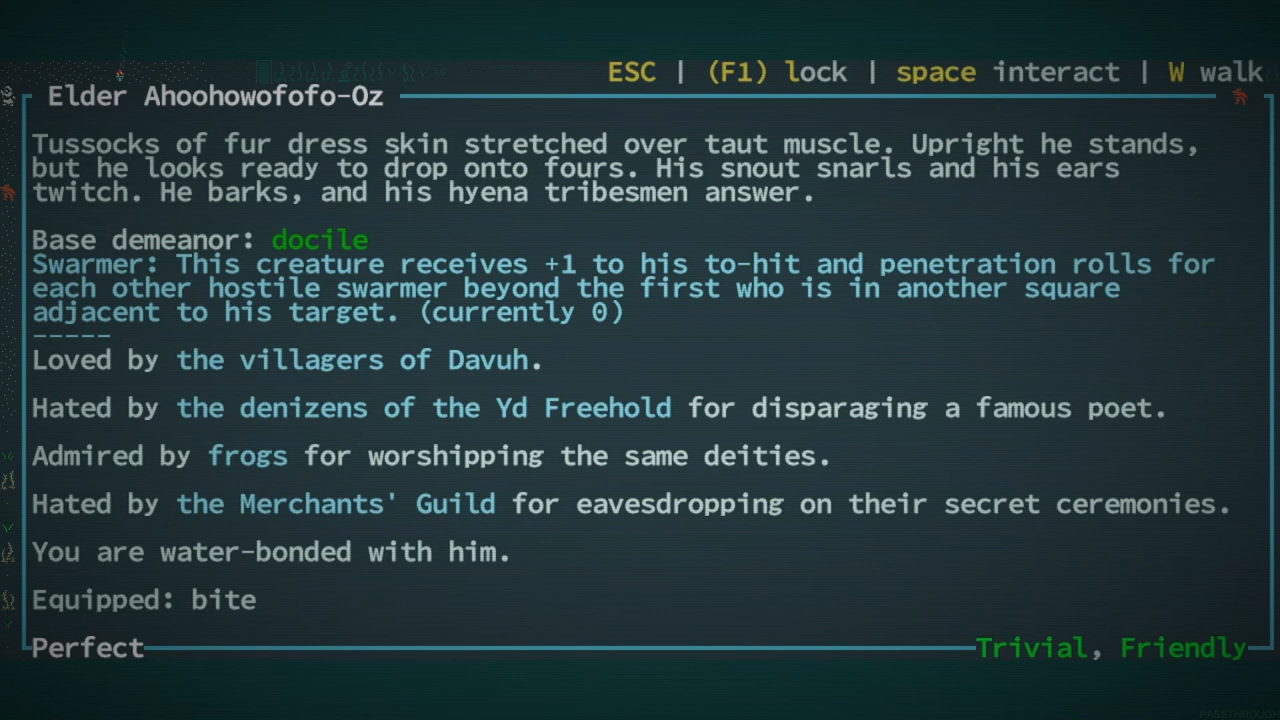 ESC | (F1) lock | space interact | W walk
Elder Ahoohowofofo-Oz
Tussocks of fur dress skin stretched over taut muscle. Upright he stands,
but he looks ready to drop onto fours. His snout snarls and his ears
twitch. He barks, and his hyena tribesmen answer.
Base demeanor: docile
Swarmer: This creature receives +1 to his to-hit and penetration rolls for
each other hostile swarmer beyond the first who is in another square
adjacent to his target. (currently 0)
-----
Loved by the villagers of Davuh.
Hated by the denizens of the Yd Freehold for disparaging a famous poet.
Admired by frogs for worshipping the same deities.
Hated by the Merchants' Guild for eavesdropping on their secret ceremonies.
You are water-bonded with him.
Equipped: bite
Perfect
Trivial, Friendly